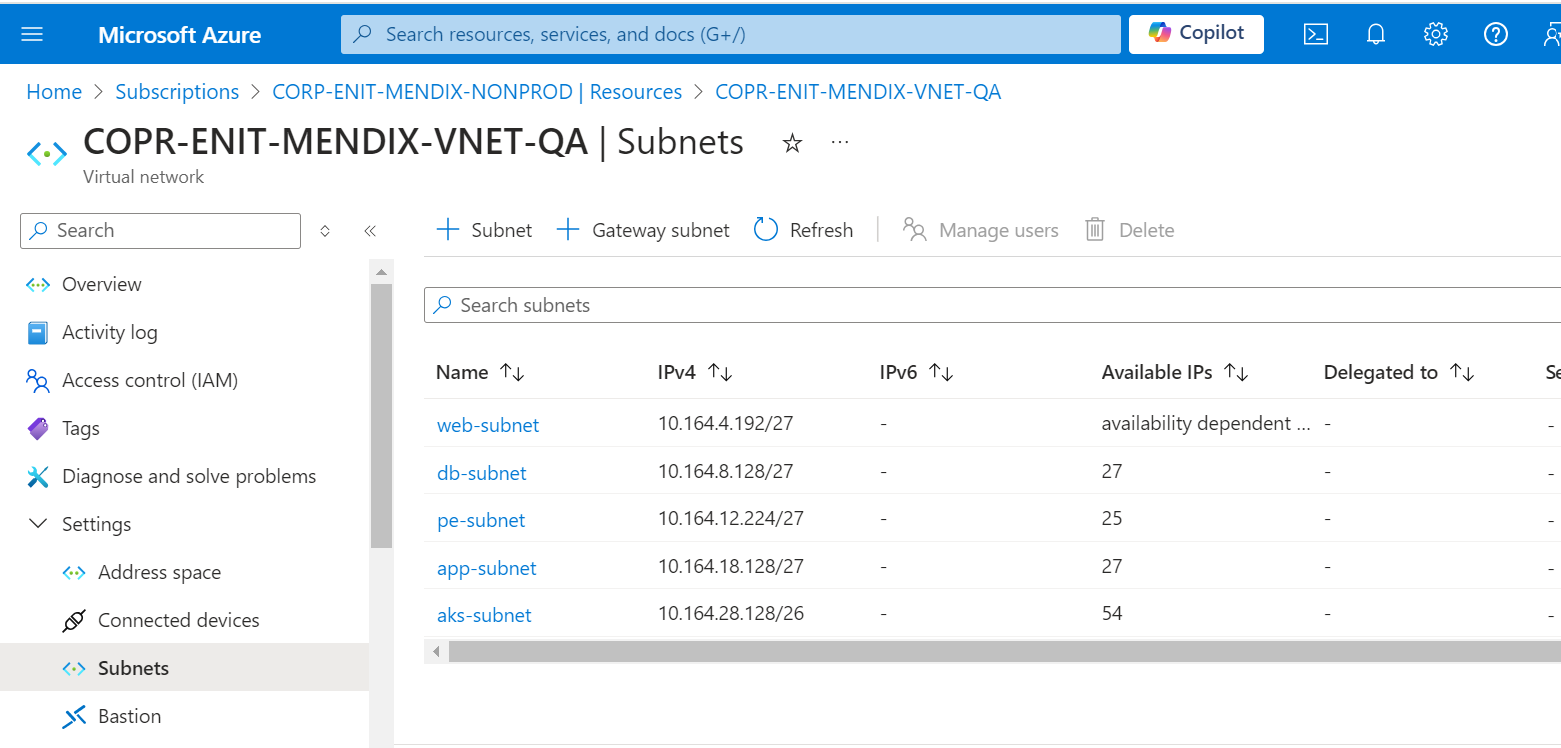 Microsoft Azure
Search resources, services, and docs (G+/)
Copilot
Home > Subscriptions > CORP-ENIT-MENDIX-NONPROD | Resources > COPR-ENIT-MENDIX-VNET-QA
COPR-ENIT-MENDIX-VNET-QA | Subnets
Virtual network
Search
Overview
Activity log
Access control (IAM)
Tags
Diagnose and solve problems
Settings
Address space
Connected devices
Subnets
Bastion
+ Subnet + Gateway subnet Refresh Manage users Delete
Search subnets
Name IPv4 IPv6 Available IPs Delegated to
web-subnet 10.164.4.192/27 - availability dependent ... - -
db-subnet 10.164.8.128/27 - 27 - -
pe-subnet 10.164.12.224/27 - 25 - -
app-subnet 10.164.18.128/27 - 27 - -
aks-subnet 10.164.28.128/26 - 54 - -